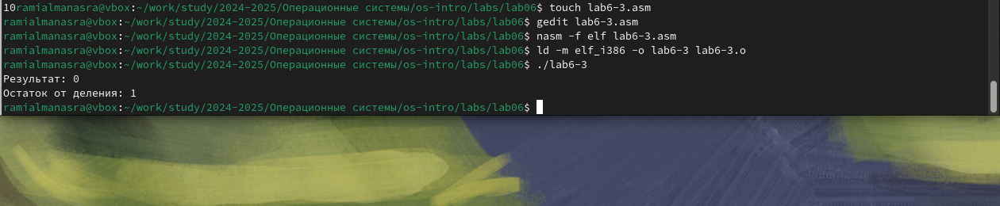 10ramialmanasra@vbox:~/work/study/2024-2025/Операционные системы/os-intro/labs/lab06$ touch lab6-3.asm
ramialmanasra@vbox:~/work/study/2024-2025/Операционные системы/os-intro/labs/lab06$ gedit lab6-3.asm
ramialmanasra@vbox:~/work/study/2024-2025/Операционные системы/os-intro/labs/lab06$ nasm -f elf lab6-3.asm
ramialmanasra@vbox:~/work/study/2024-2025/Операционные системы/os-intro/labs/lab06$ ld -m elf_i386 -o lab6-3 lab6-3.o
ramialmanasra@vbox:~/work/study/2024-2025/Операционные системы/os-intro/labs/lab06$ ./lab6-3
Результат: 0
Остаток от деления: 1
ramialmanasra@vbox:~/work/study/2024-2025/Операционные системы/os-intro/labs/lab06$